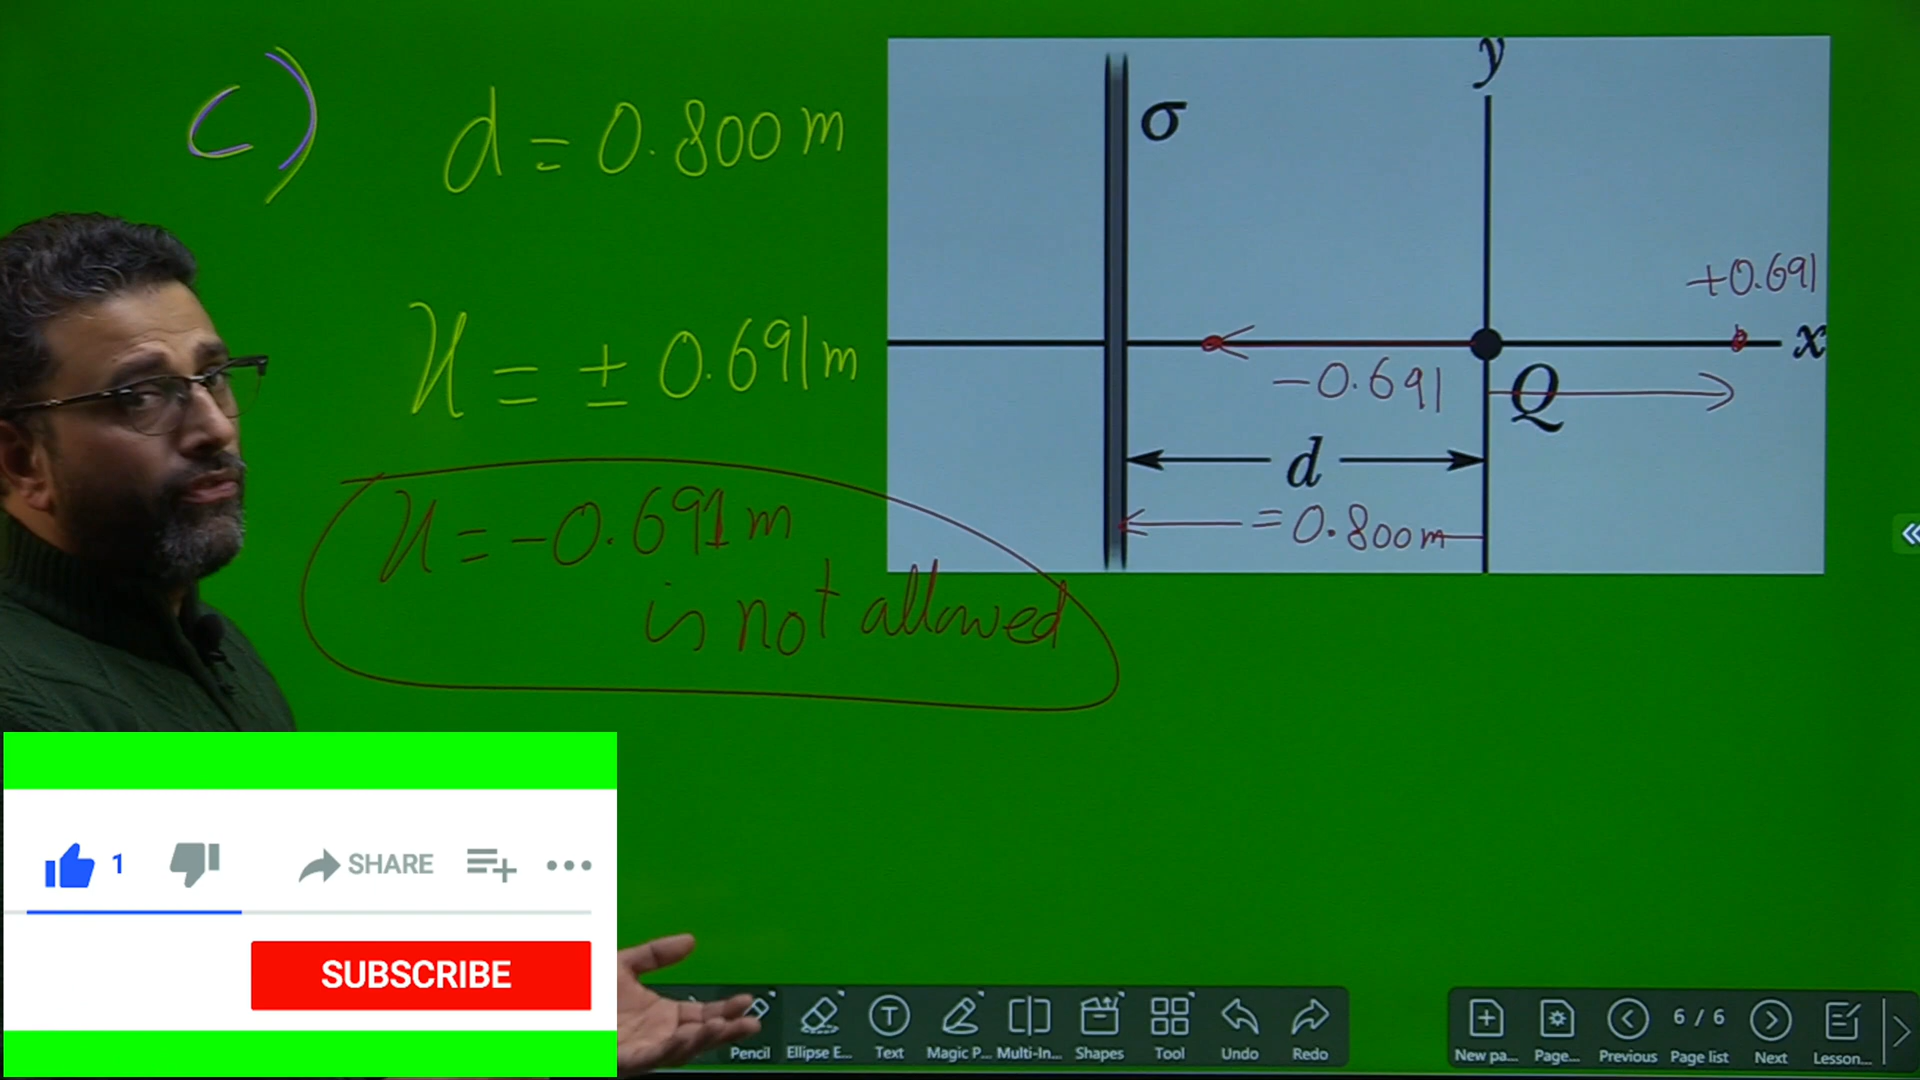 c)
d = 0.800 m
x = ± 0.691 m
x = -0.691 m
is not allowed
y
σ
+0.691
x
-0.691
Q
d
= 0.800 m
1
SHARE
SUBSCRIBE
Pencil
Ellipse E...
Text
Magic P...
Multi-In...
Shapes
Tool
Undo
Redo
New pa...
Page...
Previous
6 / 6
Page list
Next
Lesson...